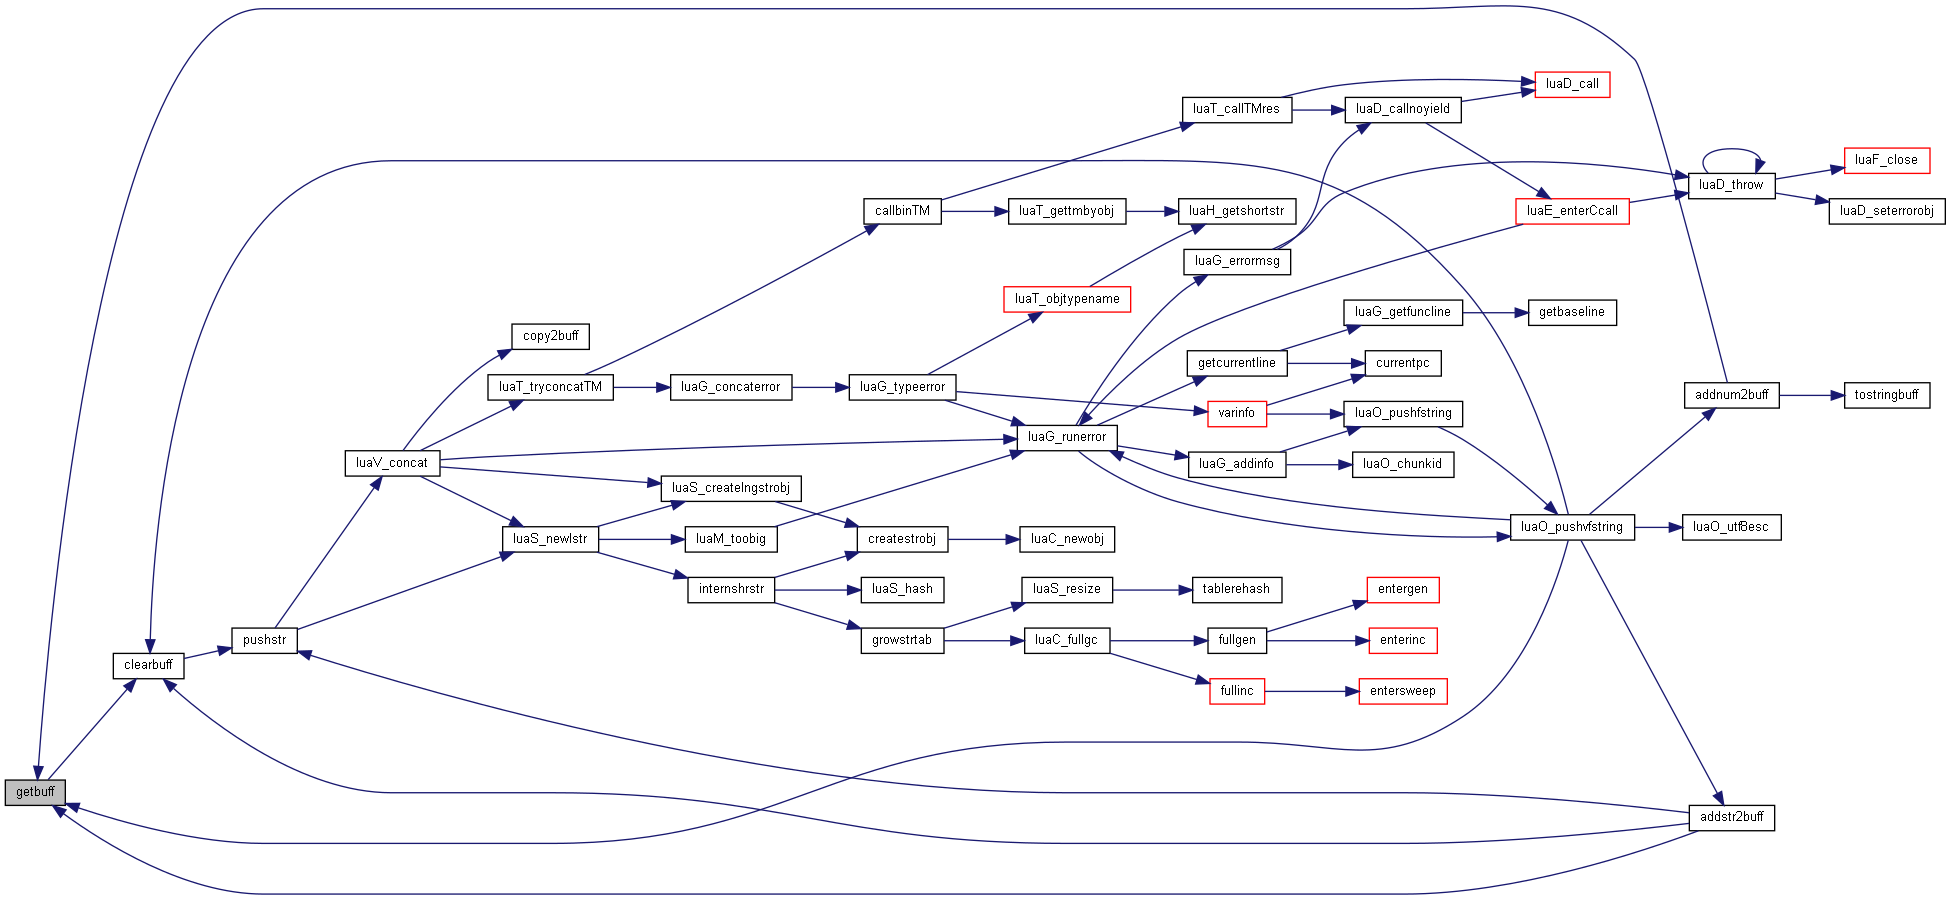 luaD_call
luaT_callTMres
luaD_callnoyield
luaF_close
luaD_throw
callbinTM
luaT_gettmbyobj
luaH_getshortstr
luaE_enterCcall
luaD_seterrorobj
luaG_errormsg
luaT_objtypename
luaG_getfuncline
getbaseline
copy2buff
getcurrentline
currentpc
luaT_tryconcatTM
luaG_concaterror
luaG_typeerror
addnum2buff
tostringbuff
varinfo
luaO_pushfstring
luaG_runerror
luaV_concat
luaG_addinfo
luaO_chunkid
luaS_createlngstrobj
luaO_pushvfstring
luaO_utf8esc
luaS_newlstr
luaM_toobig
createstrobj
luaC_newobj
internshrstr
luaS_hash
luaS_resize
tablerehash
entergen
pushstr
growstrtab
luaC_fullgc
fullgen
enterinc
clearbuff
fullinc
entersweep
getbuff
addstr2buff